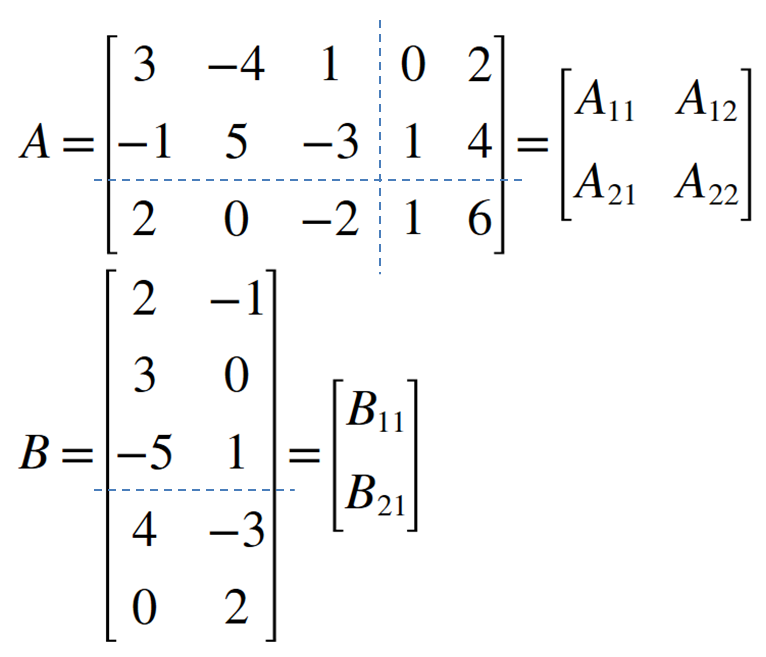 A = [ 3 −4 1 0 2 ; −1 5 −3 1 4 ; 2 0 −2 1 6 ] = [ A₁₁ A₁₂ ; A₂₁ A₂₂ ]
B = [ 2 −1 ; 3 0 ; −5 1 ; 4 −3 ; 0 2 ] = [ B₁₁ ; B₂₁ ]